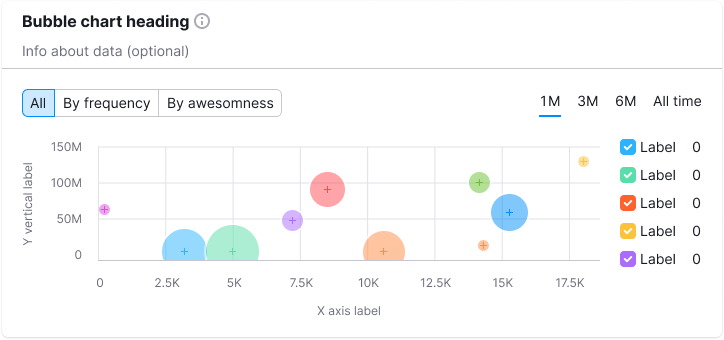 Bubble chart heading
Info about data (optional)
All By frequency By awesomness
1M 3M 6M All time
Y vertical label
150M
100M
50M
0
0 2.5K 5K 7.5K 10K 12.5K 15K 17.5K
X axis label
Label 0
Label 0
Label 0
Label 0
Label 0